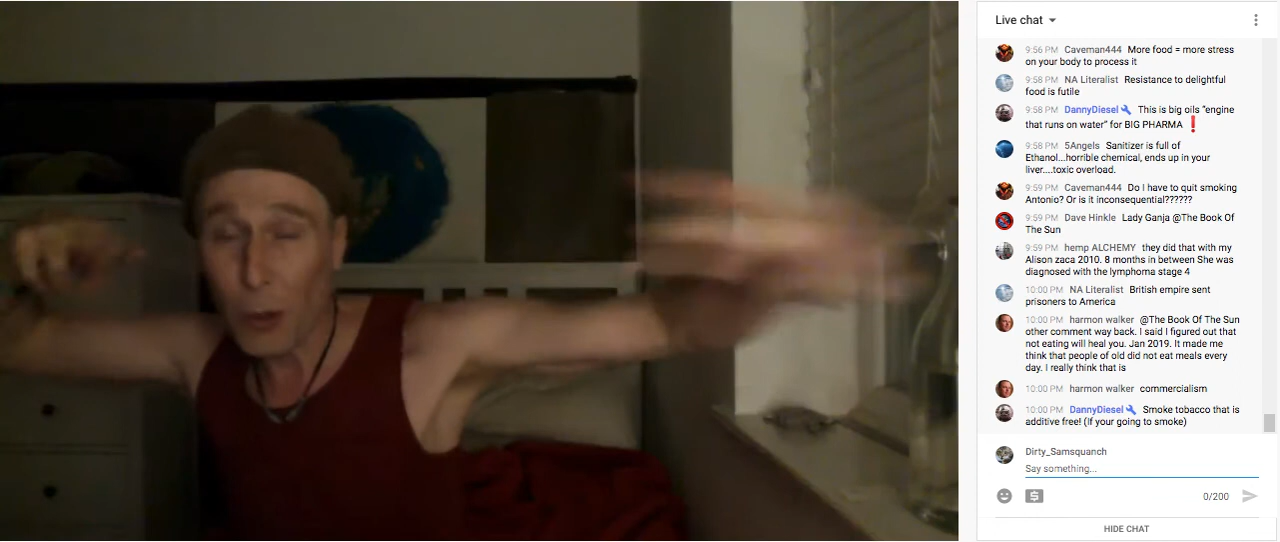 Live chat
9:56 PM Caveman444 More food = more stress
on your body to process it
9:58 PM NA Literalist Resistance to delightful
food is futile
9:58 PM DannyDiesel This is big oils "engine
that runs on water" for BIG PHARMA ❗
9:58 PM 5Angels Sanitizer is full of
Ethanol...horrible chemical, ends up in your
liver....toxic overload.
9:59 PM Caveman444 Do I have to quit smoking
Antonio? Or is it inconsequential??????
9:59 PM Dave Hinkle Lady Ganja @The Book Of
The Sun
9:59 PM hemp ALCHEMY they did that with my
Alison zaca 2010. 8 months in between She was
diagnosed with the lymphoma stage 4
10:00 PM NA Literalist British empire sent
prisoners to America
10:00 PM harmon walker @The Book Of The Sun
other comment way back. I said I figured out that
not eating will heal you. Jan 2019. It made me
think that people of old did not eat meals every
day. I really think that is
10:00 PM harmon walker commercialism
10:00 PM DannyDiesel Smoke tobacco that is
additive free! (If your going to smoke)
Dirty_Samsquanch
Say something...
0/200
HIDE CHAT